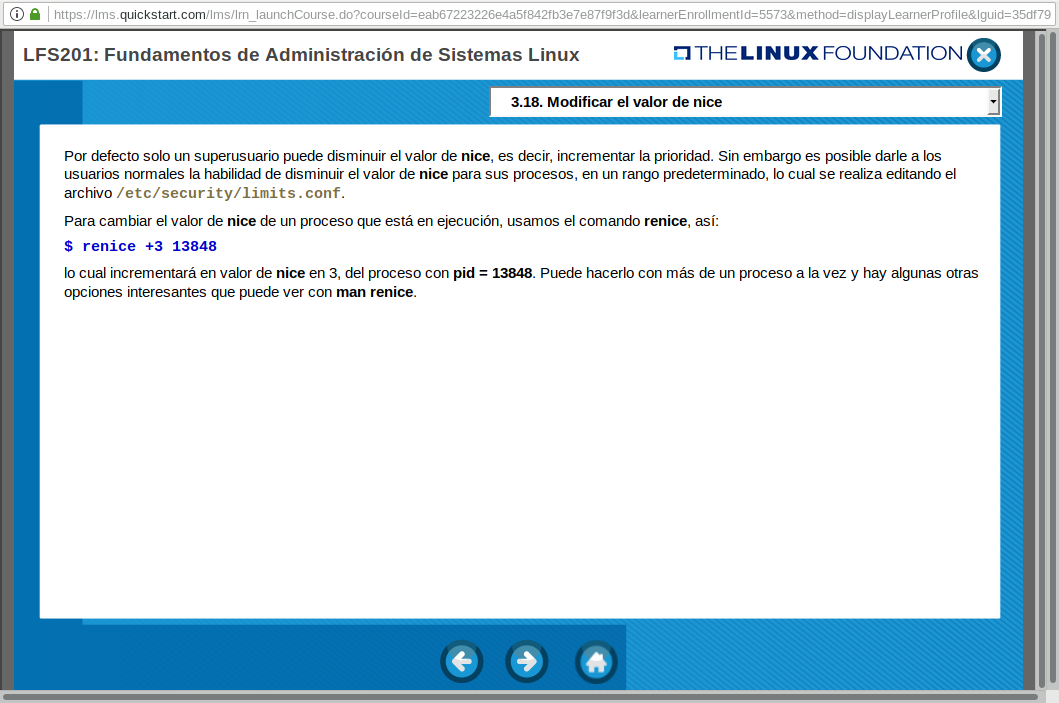 https://lms.quickstart.com/lms/lrn_launchCourse.do?courseId=eab67223226e4a5f842fb3e7e87f9f3d&learnerEnrollmentId=5573&method=displayLearnerProfile&lguid=35df79
LFS201: Fundamentos de Administración de Sistemas Linux
THE LINUX FOUNDATION
3.18. Modificar el valor de nice
Por defecto solo un superusuario puede disminuir el valor de nice, es decir, incrementar la prioridad. Sin embargo es posible darle a los
usuarios normales la habilidad de disminuir el valor de nice para sus procesos, en un rango predeterminado, lo cual se realiza editando el
archivo /etc/security/limits.conf.
Para cambiar el valor de nice de un proceso que está en ejecución, usamos el comando renice, así:
$ renice +3 13848
lo cual incrementará en valor de nice en 3, del proceso con pid = 13848. Puede hacerlo con más de un proceso a la vez y hay algunas otras
opciones interesantes que puede ver con man renice.